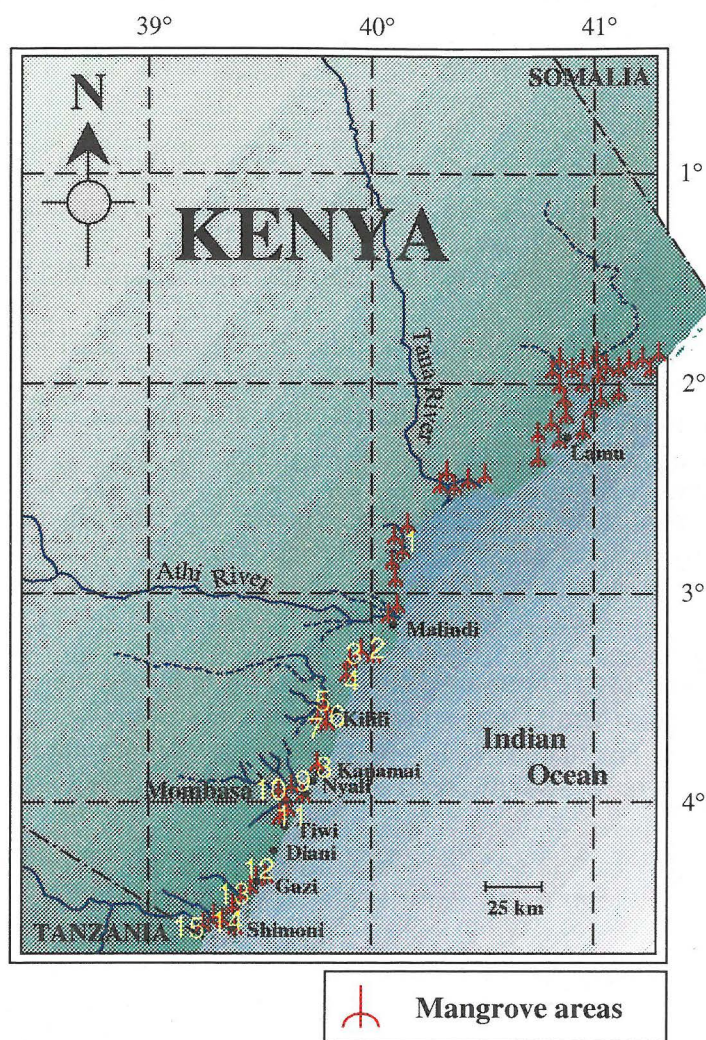 39° 40° 41°
SOMALIA
N
1°
KENYA
Tana River
2°
Lamu
1
Athi River
3°
Malindi
3 2
4
5
7 6 Kilifi
Indian
Ocean
8
Kanamai
Mombasa 10 9 Nyali
4°
11
Tiwi
Diani
12
Gazi
13
25 km
TANZANIA 15 14 Shimoni
Mangrove areas